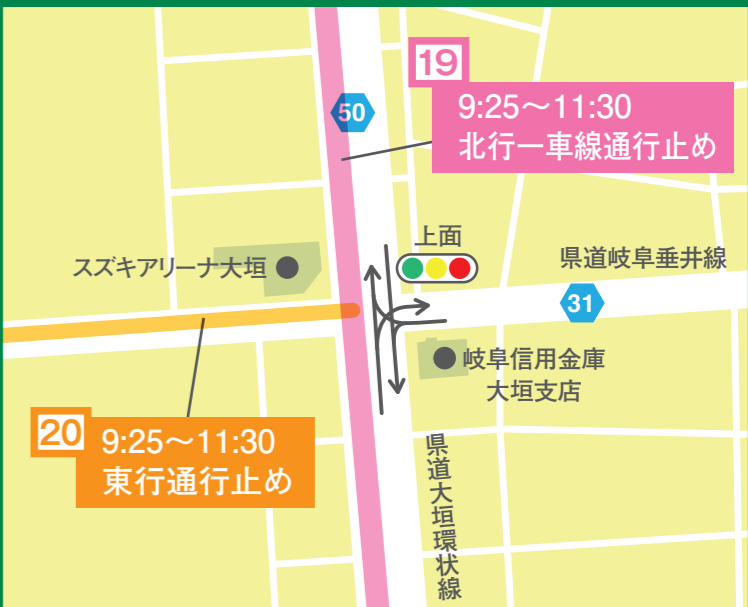 19
9:25～11:30
北行一車線通行止め
50
上面
スズキアリーナ大垣
県道岐阜垂井線
31
岐阜信用金庫
大垣支店
20
9:25～11:30
東行通行止め
県道大垣環状線